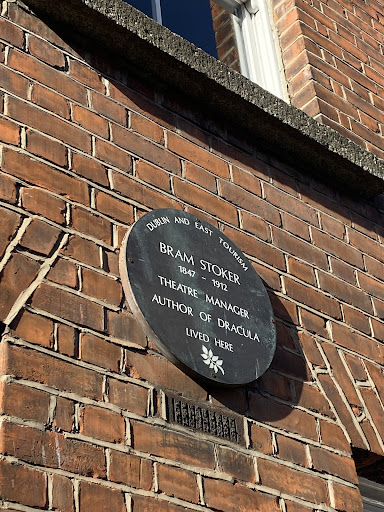 DUBLIN AND EAST TOURISM
BRAM STOKER
1847 - 1912
THEATRE MANAGER
AUTHOR OF DRACULA
LIVED HERE